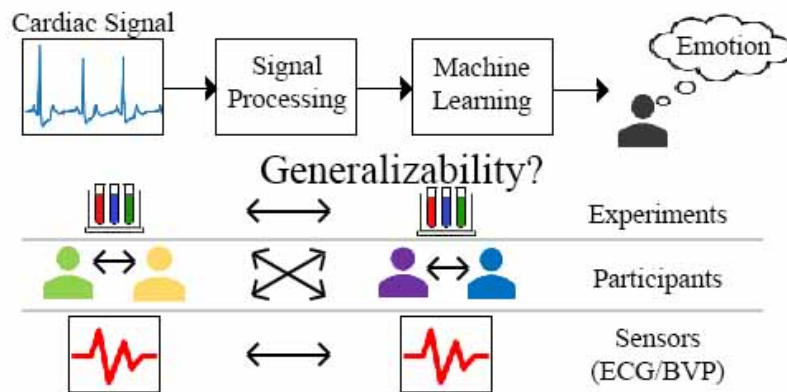 Cardiac Signal
Signal
Processing
Machine
Learning
Emotion
Generalizability?
Experiments
Participants
Sensors
(ECG/BVP)